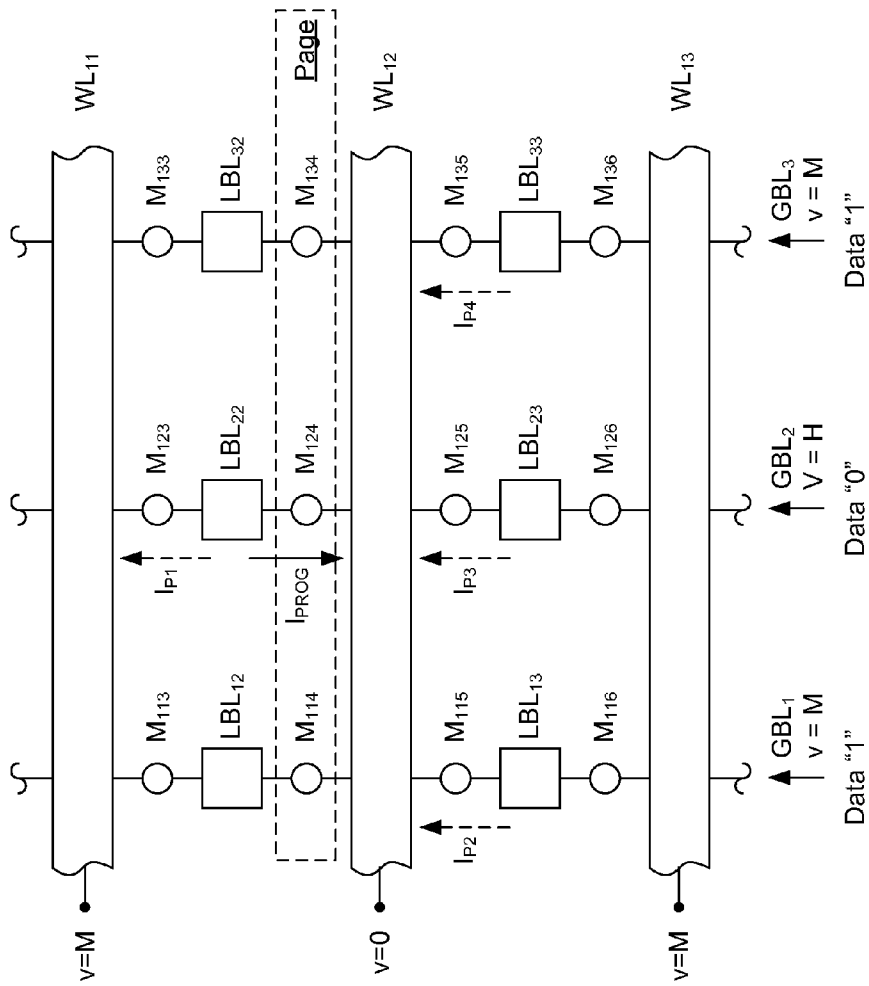 WL11
M113
M123
M133
LBL12
LBL22
LBL32
IP1
Page
M114
M124
M134
IPROG
WL12
M115
M125
M135
IP2
IP3
IP4
LBL13
LBL23
LBL33
M116
M126
M136
WL13
v=M
v=0
v=M
GBL1
v = M
Data “1”
GBL2
V = H
Data “0”
GBL3
v = M
Data “1”